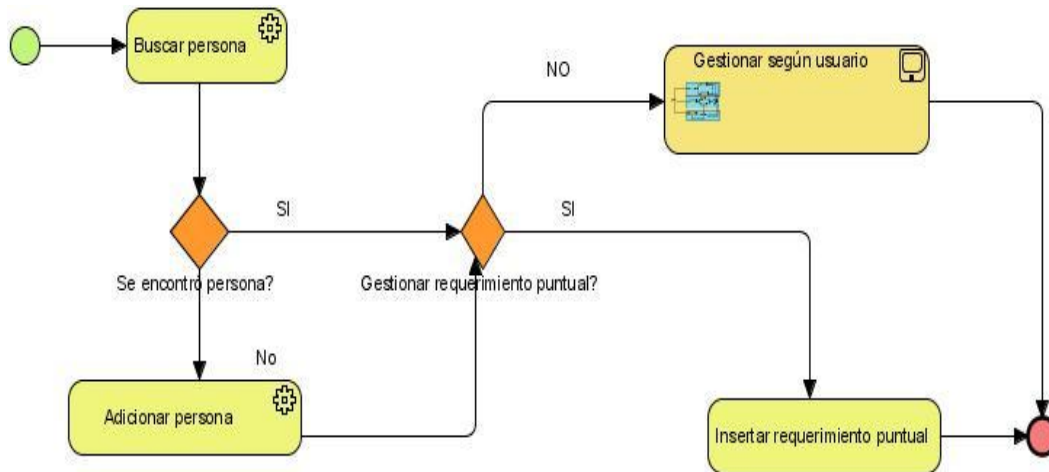 Buscar persona
Gestionar según usuario
NO
SI
SI
Se encontró persona?
Gestionar requerimiento puntual?
No
Adicionar persona
Insertar requerimiento puntual